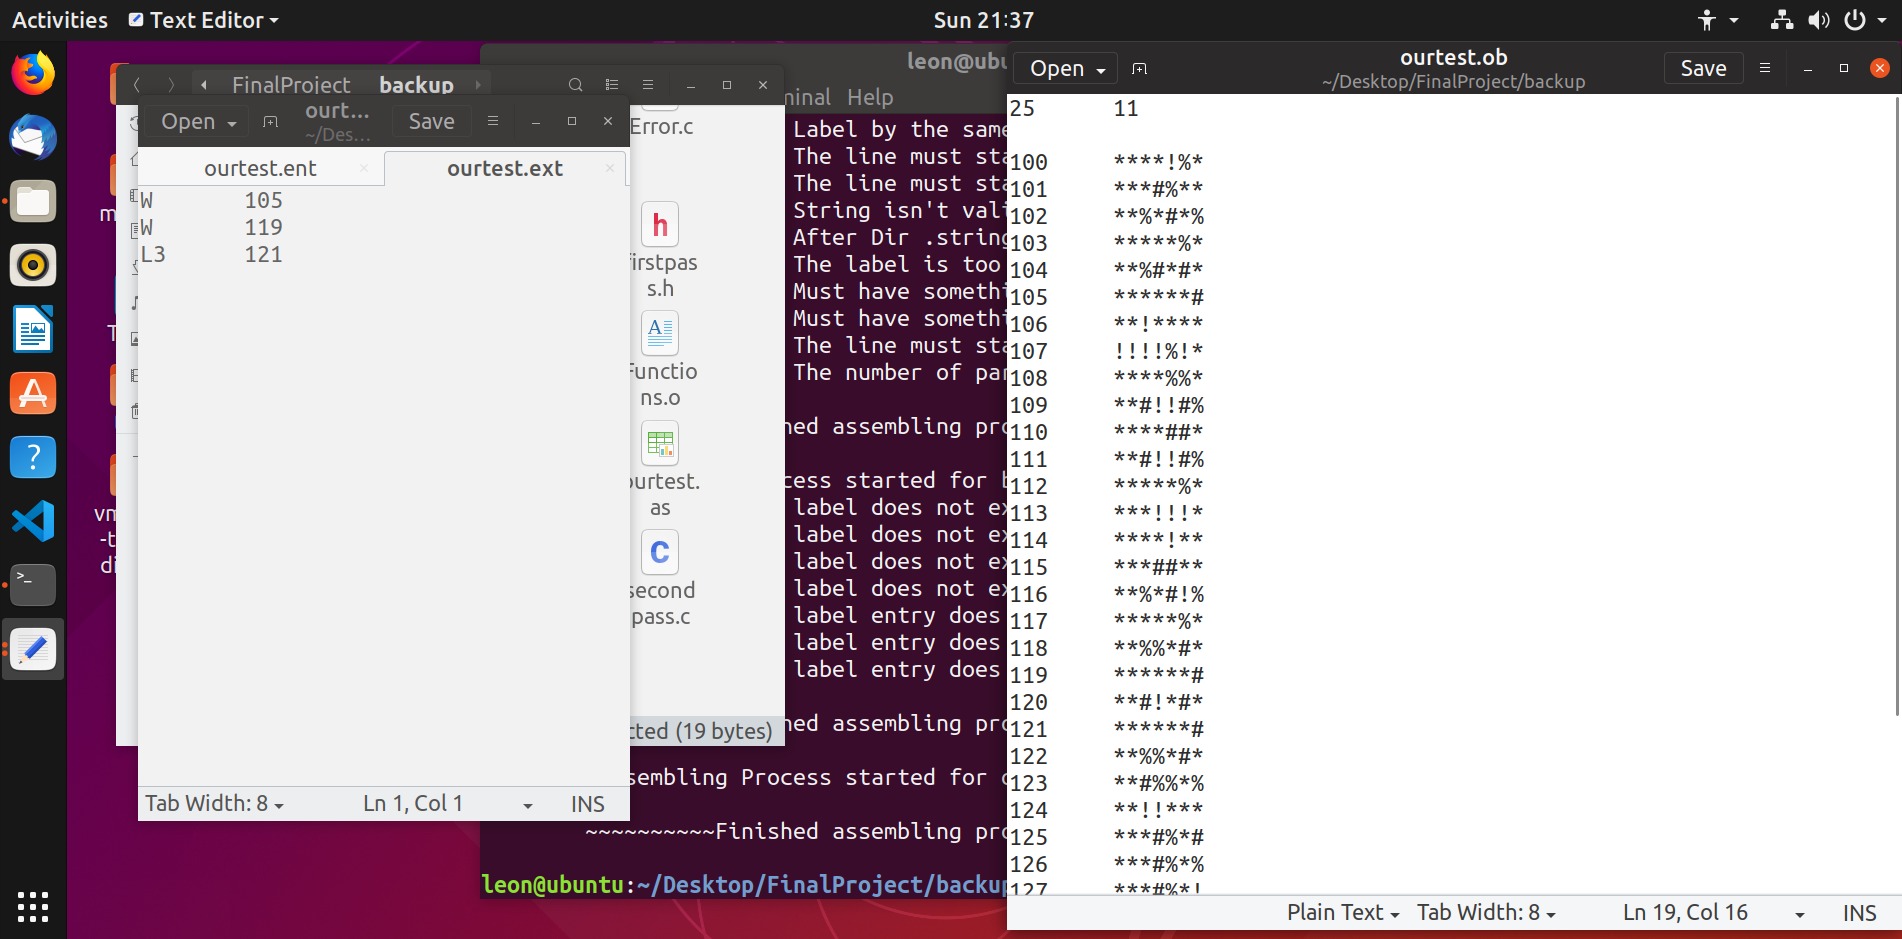 Activities
Text Editor
Sun 21:37
FinalProject
backup
Open
ourt...
~/Des...
Save
ourtest.ent
ourtest.ext
W 105
W 119
L3 121
Tab Width: 8
Ln 1, Col 1
INS
Error.c
h
irstpas
s.h
Functio
ns.o
ourtest.
as
C
second
pass.c
cted (19 bytes)
leon@ubu
minal Help
Label by the same
The line must sta
The line must sta
String isn't vali
After Dir .string
The label is too
Must have somethi
Must have somethi
The line must sta
The number of par
hed assembling pro
cess started for b
label does not ex
label does not ex
label does not ex
label does not ex
label entry does
label entry does
label entry does
hed assembling pro
sembling Process started for o
~~~~~~~~~~Finished assembling pro
leon@ubuntu:~/Desktop/FinalProject/backup
Open
ourtest.ob
~/Desktop/FinalProject/backup
Save
25 11
100 ****!%*
101 ***#%**
102 **%*#*%
103 *****%*
104 **%#*#*
105 ******#
106 **!****
107 !!!!%!*
108 ****%%*
109 **#!!#%
110 ****##*
111 **#!!#%
112 *****%*
113 ***!!!*
114 ****!**
115 ***##**
116 **%*#!%
117 *****%*
118 **%%*#*
119 ******#
120 **#!*#*
121 ******#
122 **%%*#*
123 **#%%*%
124 **!!***
125 ***#%*#
126 ***#%*%
127 ***#%*!
Plain Text
Tab Width: 8
Ln 19, Col 16
INS